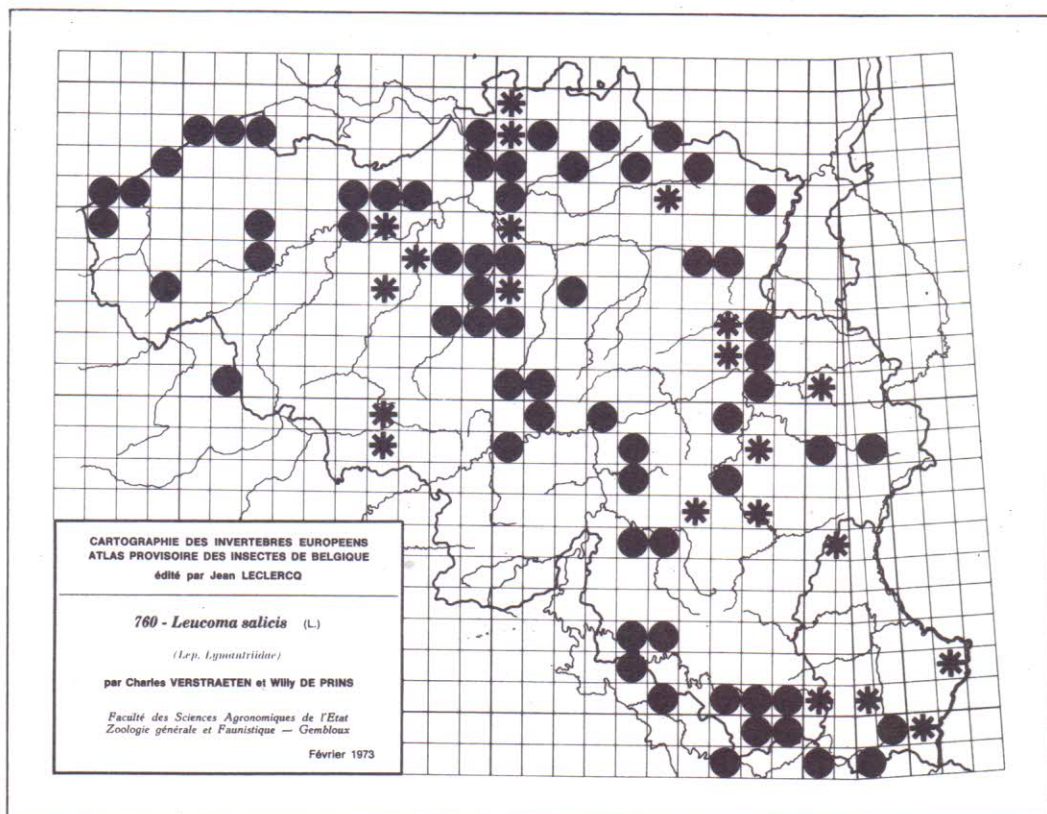 CARTOGRAPHIE DES INVERTEBRES EUROPEENS
ATLAS PROVISOIRE DES INSECTES DE BELGIQUE
édité par Jean LECLERCQ
760 - Leucoma salicis (L.)
(Lep. Lymantriidae)
par Charles VERSTRAETEN et Willy DE PRINS
Faculté des Sciences Agronomiques de l'Etat
Zoologie générale et Faunistique — Gembloux
Février 1973